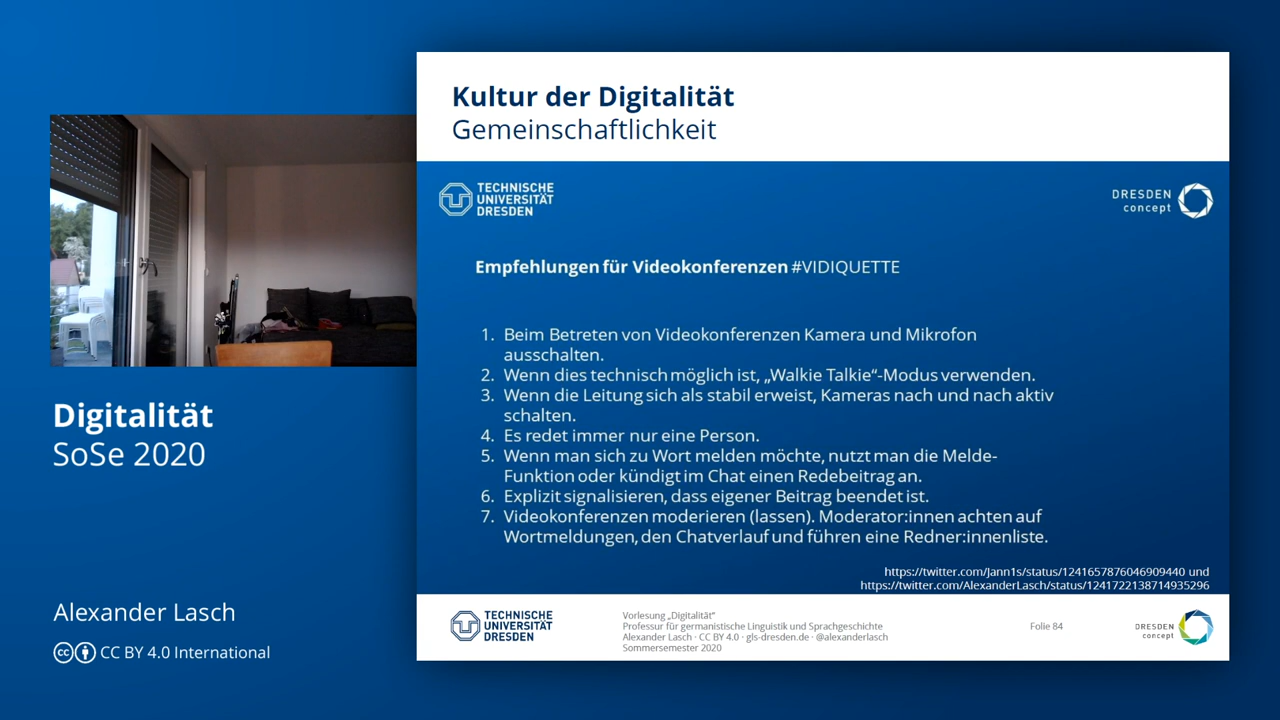 Kultur der Digitalität
Gemeinschaftlichkeit
TECHNISCHE
UNIVERSITÄT
DRESDEN
DRESDEN
concept
Empfehlungen für Videokonferenzen #VIDIQUETTE
1. Beim Betreten von Videokonferenzen Kamera und Mikrofon
ausschalten.
2. Wenn dies technisch möglich ist, „Walkie Talkie“-Modus verwenden.
3. Wenn die Leitung sich als stabil erweist, Kameras nach und nach aktiv
schalten.
4. Es redet immer nur eine Person.
5. Wenn man sich zu Wort melden möchte, nutzt man die Melde-
Funktion oder kündigt im Chat einen Redebeitrag an.
6. Explizit signalisieren, dass eigener Beitrag beendet ist.
7. Videokonferenzen moderieren (lassen). Moderator:innen achten auf
Wortmeldungen, den Chatverlauf und führen eine Redner:innenliste.
https://twitter.com/Jann1s/status/1241657876046909440 und
https://twitter.com/AlexanderLasch/status/1241722138714935296
TECHNISCHE
UNIVERSITÄT
DRESDEN
Vorlesung „Digitalität“
Professur für germanistische Linguistik und Sprachgeschichte
Alexander Lasch · CC BY 4.0 · gls-dresden.de · @alexanderlasch
Sommersemester 2020
Folie 84
DRESDEN
concept
Digitalität
SoSe 2020
Alexander Lasch
cc CC BY 4.0 International